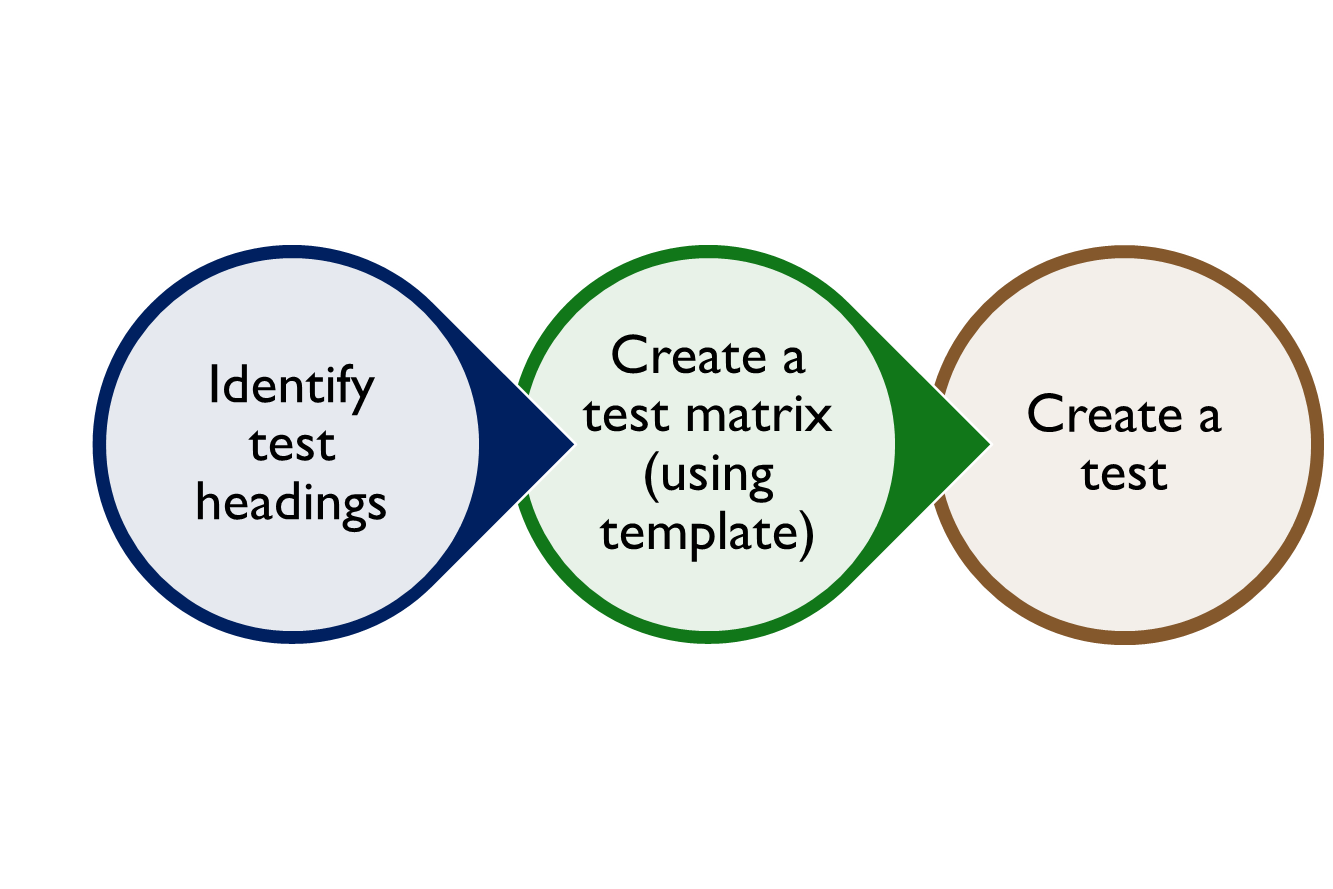 Identify
test
headings
Create a
test matrix
(using
template)
Create a
test